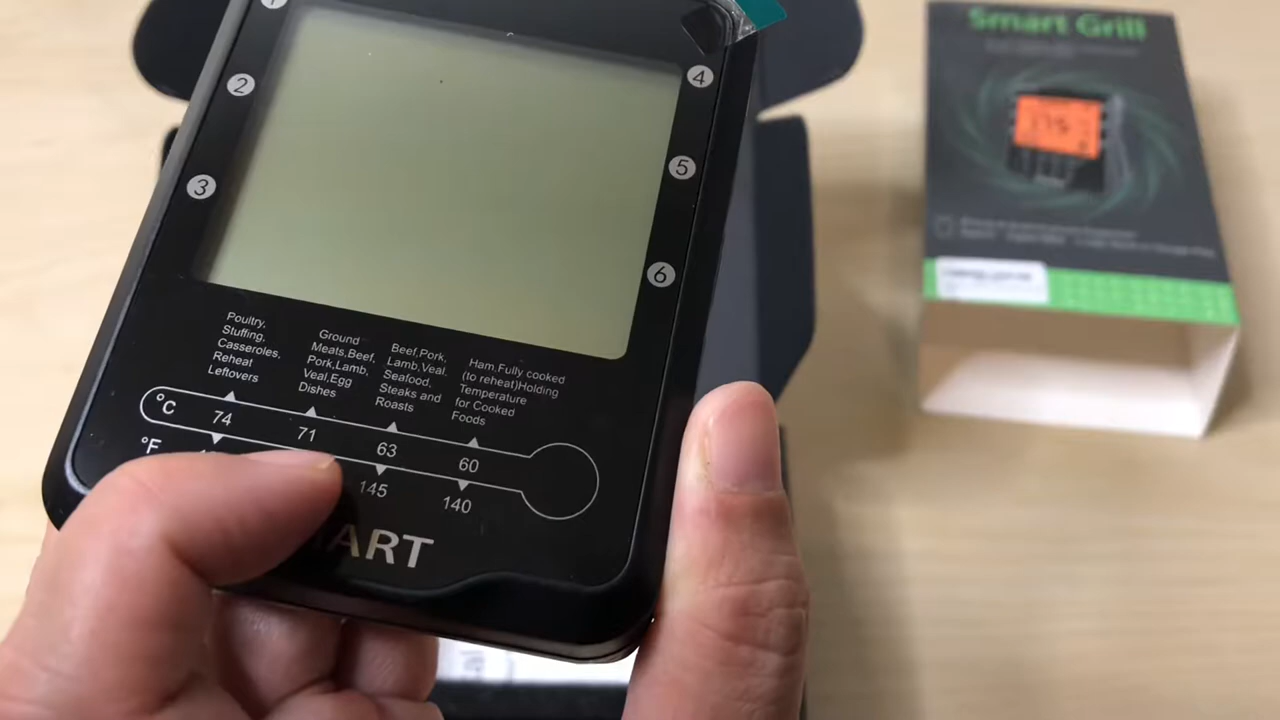 1
Smart Grill
175
2
4
3
5
6
Poultry,
Stuffing,
Casseroles,
Reheat
Leftovers
Ground
Meats,Beef,
Pork,Lamb,
Veal,Egg
Dishes
Beef,Pork,
Lamb,Veal.
Seafood,
Steaks and
Roasts
Ham,Fully cooked
(to reheat)Holding
Temperature
for Cooked
Foods
°C 74 71 63 60
°F 145 140
ART